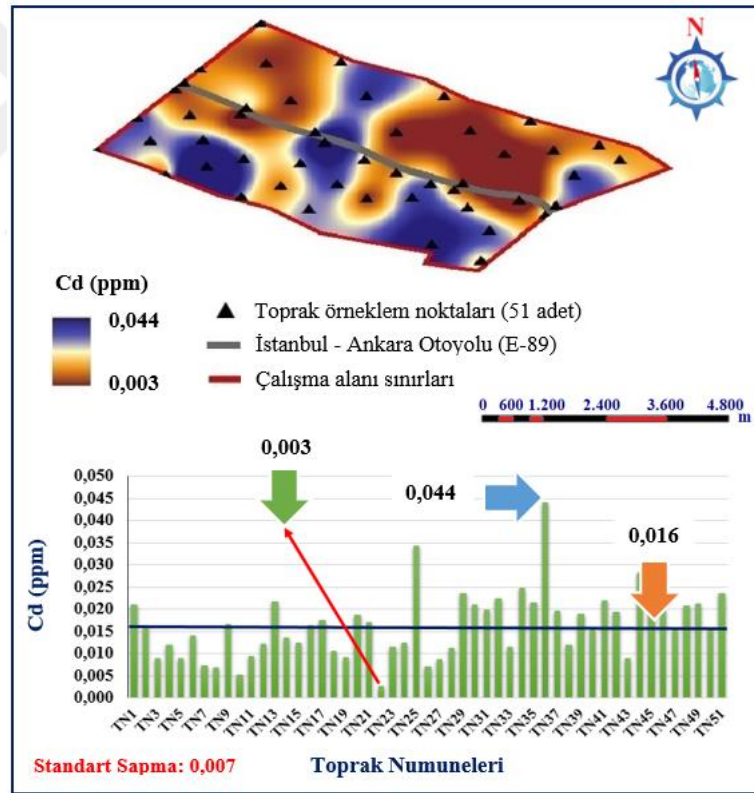 N
Cd (ppm)
0,044
0,003
Toprak örneklem noktaları (51 adet)
İstanbul - Ankara Otoyolu (E-89)
Çalışma alanı sınırları
0 600 1.200 2.400 3.600 4.800
m
0,003
0,044
0,016
Cd (ppm)
0,050
0,045
0,040
0,035
0,030
0,025
0,020
0,015
0,010
0,005
0,000
TN1 TN3 TN5 TN7 TN9 TN11 TN13 TN15 TN17 TN19 TN21 TN23 TN25 TN27 TN29 TN31 TN33 TN35 TN37 TN39 TN41 TN43 TN45 TN47 TN49 TN51
Standart Sapma: 0,007
Toprak Numuneleri